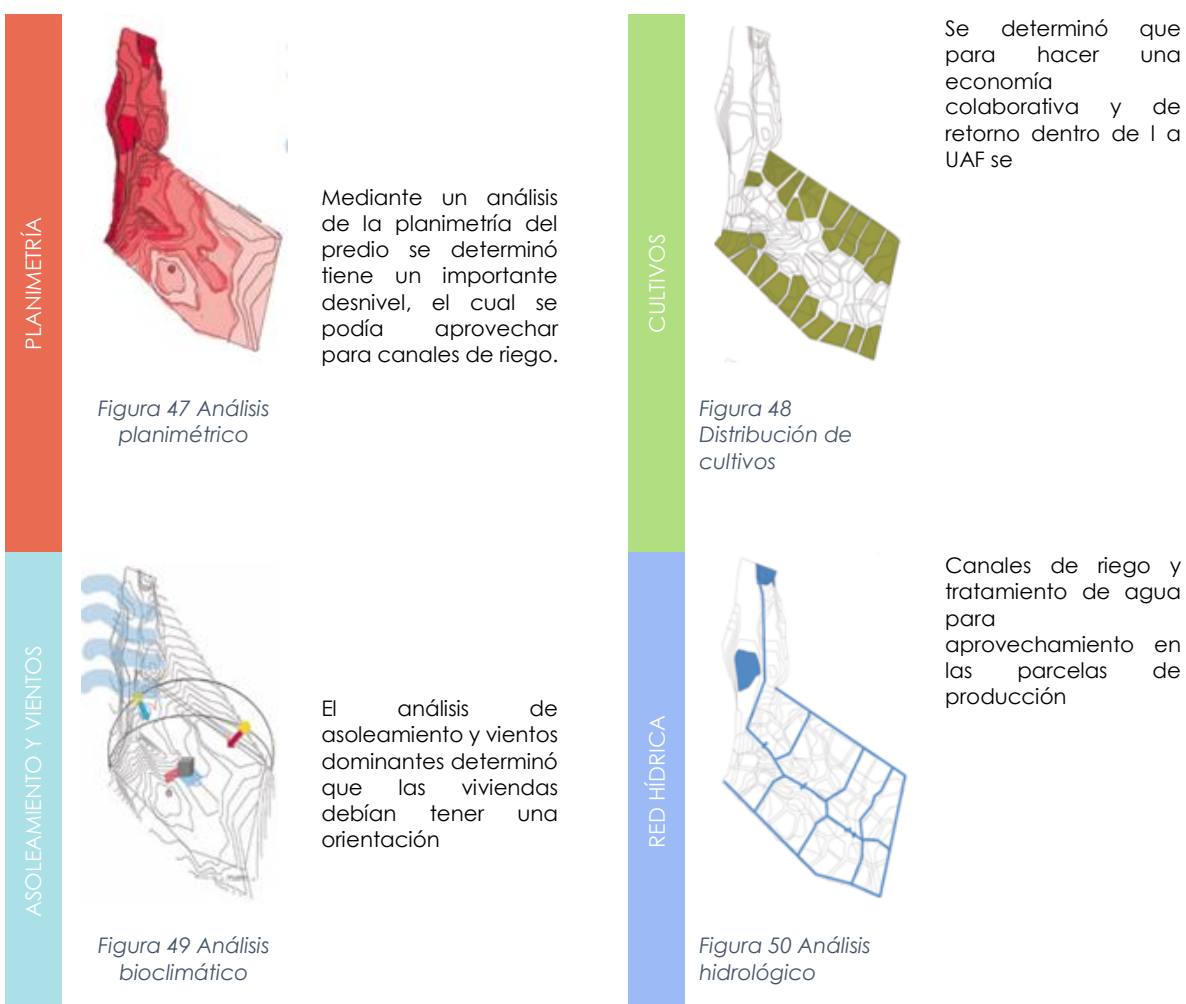 PLANIMETRÍA
Mediante un análisis
de la planimetría del
predio se determinó
tiene un importante
desnivel, el cual se
podía aprovechar
para canales de riego.
Figura 47 Análisis
planimétrico
CULTIVOS
Se determinó que
para hacer una
economía
colaborativa y de
retorno dentro de l a
UAF se
Figura 48
Distribución de
cultivos
ASOLEAMIENTO Y VIENTOS
El análisis de
asoleamiento y vientos
dominantes determinó
que las viviendas
debían tener una
orientación
Figura 49 Análisis
bioclimático
RED HÍDRICA
Canales de riego y
tratamiento de agua
para
aprovechamiento en
las parcelas de
producción
Figura 50 Análisis
hidrológico